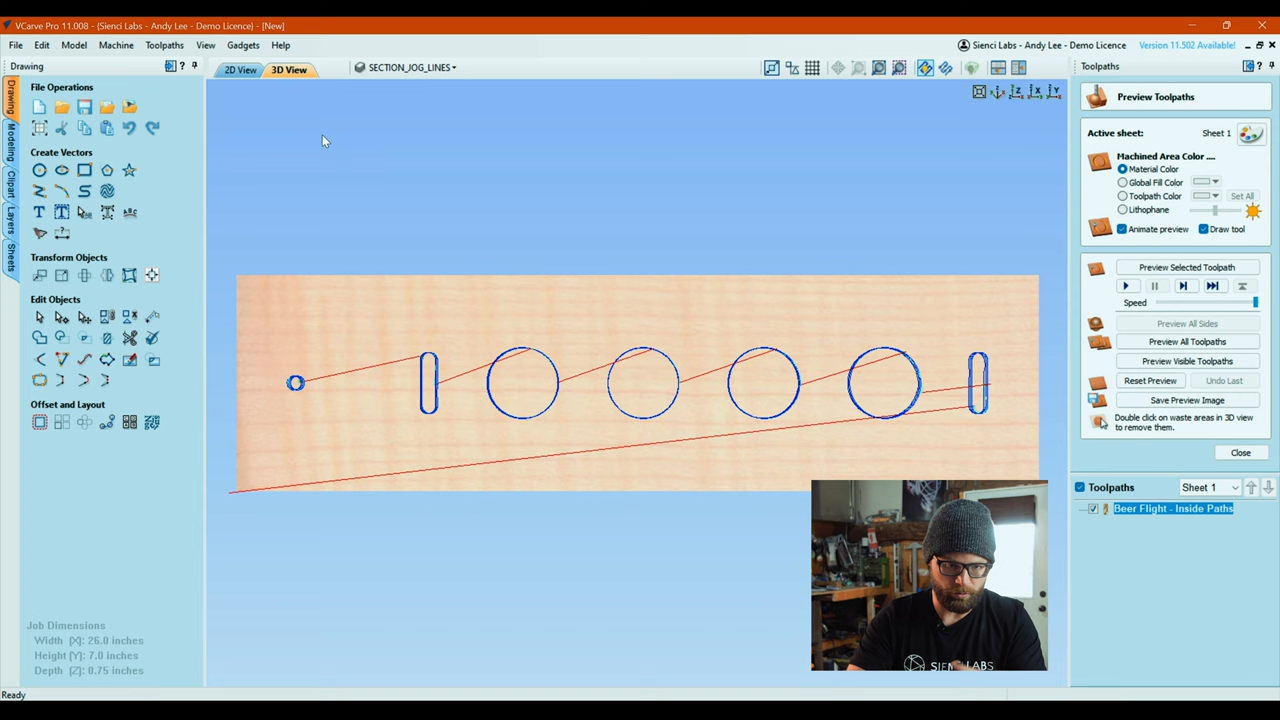 VCarve Pro 11.008 - {Sienci Labs - Andy Lee - Demo Licence} - [New]
File Edit Model Machine Toolpaths View Gadgets Help
Sienci Labs - Andy Lee - Demo Licence Version 11.502 Available!
Drawing
2D View
3D View
SECTION_JOG_LINES
Toolpaths
Drawing
Modeling
Clipart
Layers
Sheets
File Operations
Create Vectors
Transform Objects
Edit Objects
Offset and Layout
Job Dimensions
Width (X): 26.0 inches
Height (Y): 7.0 inches
Depth (Z): 0.75 inches
Ready
Z X Y
Preview Toolpaths
Active sheet: Sheet 1
Machined Area Color ....
Material Color
Global Fill Color
Toolpath Color Set All
Lithophane
Animate preview Draw tool
Preview Selected Toolpath
Speed
Preview All Sides
Preview All Toolpaths
Preview Visible Toolpaths
Reset Preview Undo Last
Save Preview Image
Double click on waste areas in 3D view
to remove them.
Close
Toolpaths Sheet 1
Beer Flight - Inside Paths
SIENCI LABS